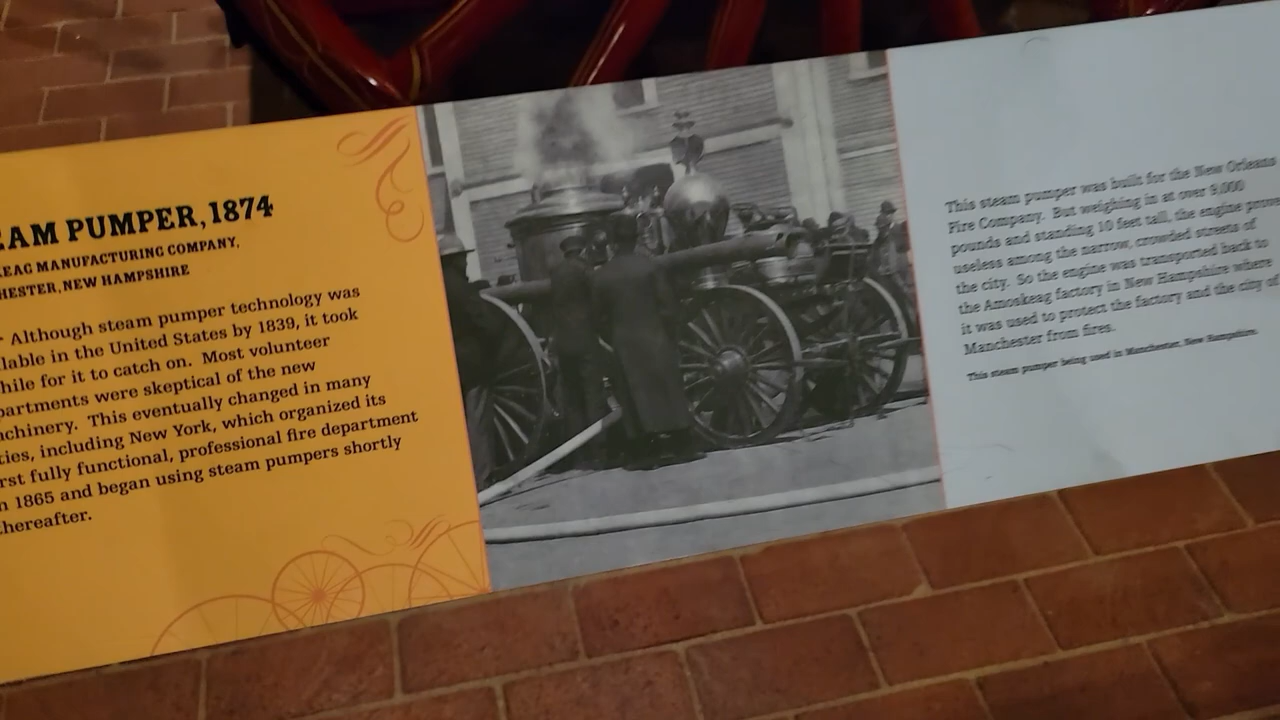 EAM PUMPER, 1874
KEAG MANUFACTURING COMPANY,
HESTER, NEW HAMPSHIRE
Although steam pumper technology was
lable in the United States by 1839, it took
hile for it to catch on. Most volunteer
partments were skeptical of the new
chinery. This eventually changed in many
ties, including New York, which organized its
rst fully functional, professional fire department
n 1865 and began using steam pumpers shortly
thereafter.
This steam pumper was built for the New Orleans
Fire Company. But weighing in at over 9,000
pounds and standing 10 feet tall, the engine prove
useless among the narrow, crowded streets of
the city. So the engine was transported back to
the Amoskeag factory in New Hampshire where
it was used to protect the factory and the city of
Manchester from fires.
This steam pumper being used in Manchester, New Hampshire.